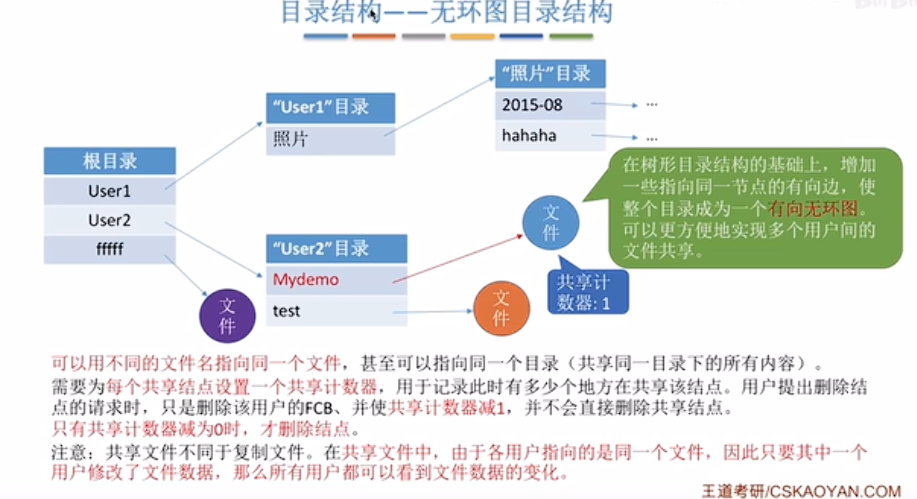 目录结构——无环图目录结构
"照片"目录
2015-08
...
hahaha
...
"User1"目录
照片
根目录
User1
User2
fffff
文
件
"User2"目录
Mydemo
test
文
件
文
件
共享计
数器: 1
在树形目录结构的基础上，增加
一些指向同一节点的有向边，使
整个目录成为一个有向无环图。
可以更方便地实现多个用户间的
文件共享。
可以用不同的文件名指向同一个文件，甚至可以指向同一个目录（共享同一目录下的所有内容）。
需要为每个共享结点设置一个共享计数器，用于记录此时有多少个地方在共享该结点。用户提出删除结
点的请求时，只是删除该用户的FCB、并使共享计数器减1，并不会直接删除共享结点。
只有共享计数器减为0时，才删除结点。
注意：共享文件不同于复制文件。在共享文件中，由于各用户指向的是同一个文件，因此只要其中一个
用户修改了文件数据，那么所有用户都可以看到文件数据的变化。
王道考研/CSKAOYAN.COM